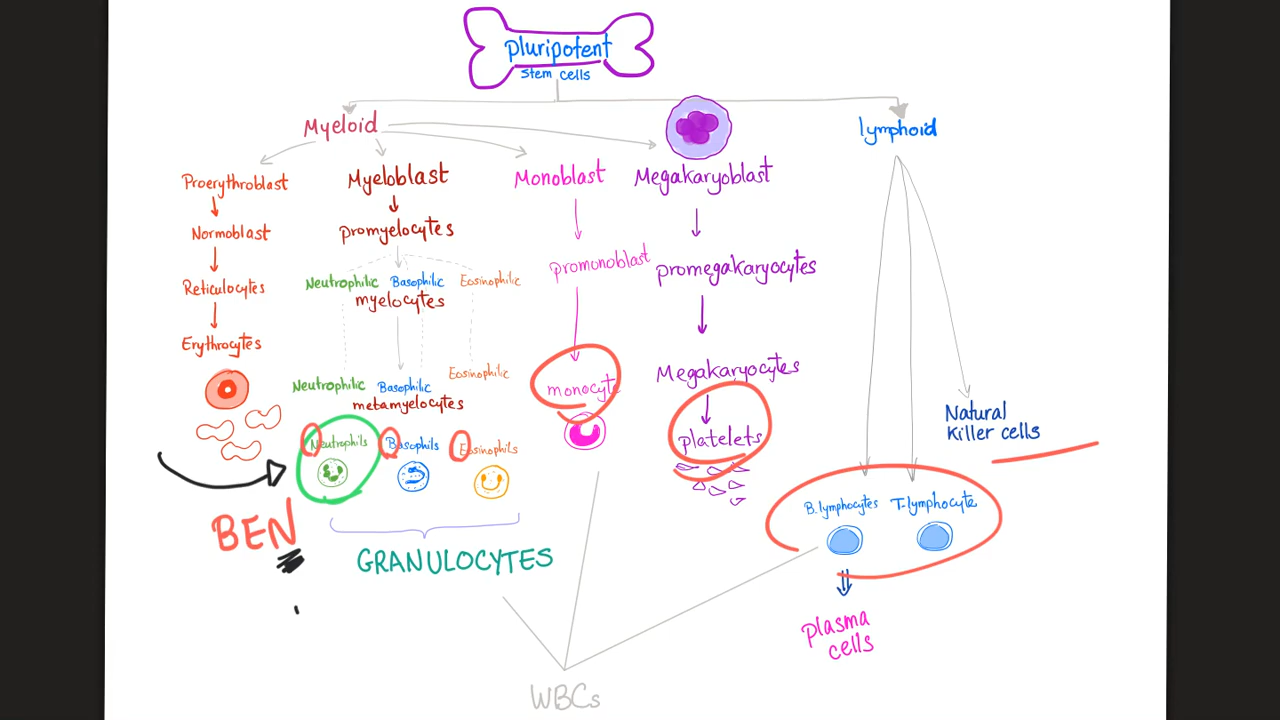 pluripotent
stem cells
Myeloid
lymphoid
Proerythroblast
Myeloblast
Monoblast
Megakaryoblast
Normoblast
promyelocytes
promonoblast
promegakaryocytes
Reticulocytes
Neutrophilic Basophilic Eosinophilic
myelocytes
Erythrocytes
Neutrophilic Basophilic Eosinophilic
metamyelocytes
monocyte
Megakaryocytes
platelets
Natural
Killer cells
Neutrophils Basophils Eosinophils
B.lymphocytes T.lymphocyte
BEN
GRANULOCYTES
plasma
cells
WBCs